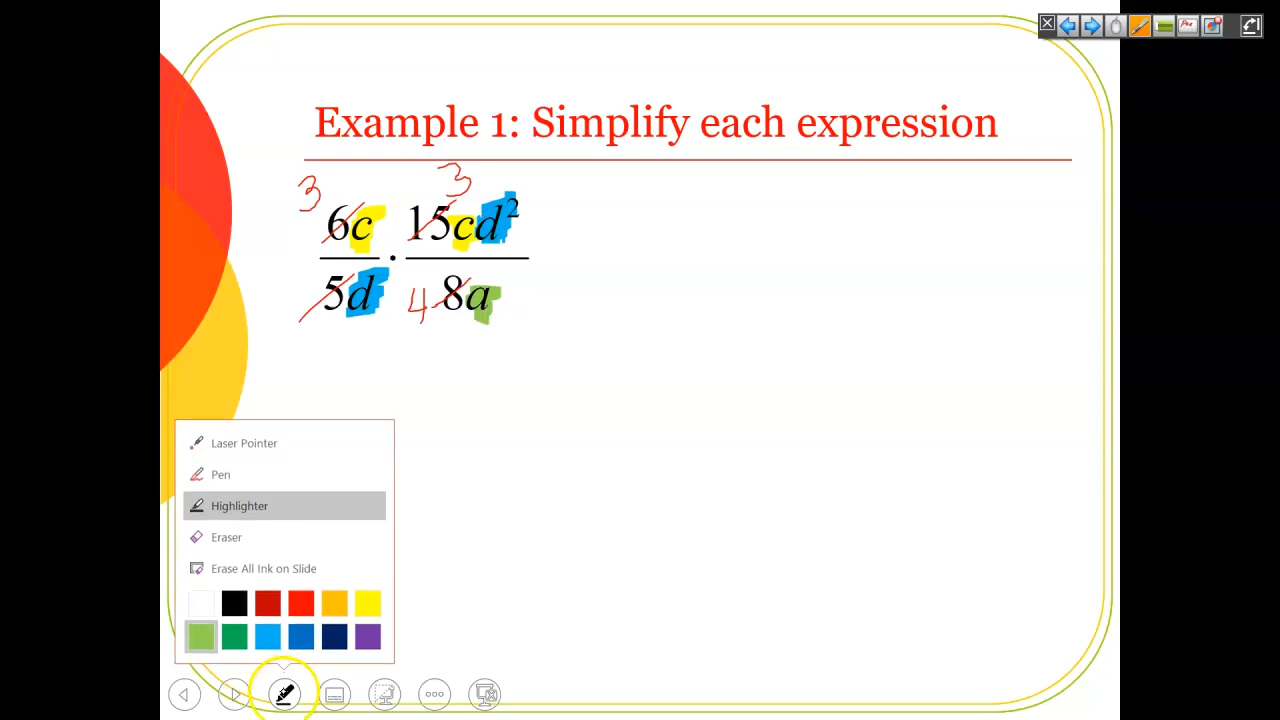 Example 1: Simplify each expression
3 3
6c 15cd²
·
5d 4 8a
Laser Pointer
Pen
Highlighter
Eraser
Erase All Ink on Slide